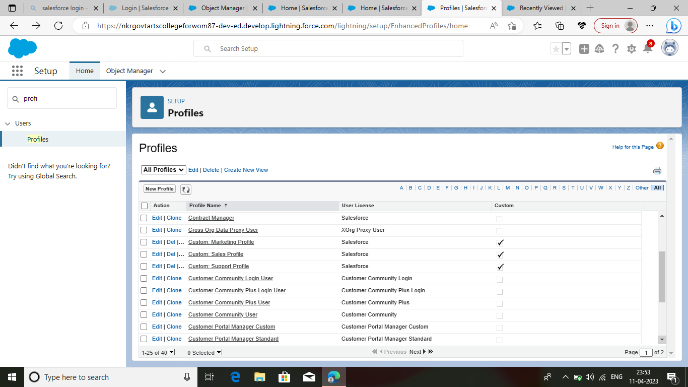 salesforce login -
Login | Salesforce
Object Manager
Home | Salesforce
Home | Salesforce
Profiles | Salesforce
Recently Viewed |
https://nkrgovtartscollegeforwom87-dev-ed.develop.lightning.force.com/lightning/setup/EnhancedProfiles/home
Sign in
Search Setup
8
Setup
Home
Object Manager
profi
Users
Profiles
Didn't find what you're looking for?
Try using Global Search.
SETUP
Profiles
Profiles
Help for this Page
All Profiles Edit | Delete | Create New View
New Profile
A | B | C | D | E | F | G | H | I | J | K | L | M | N | O | P | Q | R | S | T | U | V | W | X | Y | Z | Other | All
Action Profile Name ↑ User License Custom
Edit | Clone Contract Manager Salesforce
Edit | Clone Cross Org Data Proxy User XOrg Proxy User
Edit | Del |... Custom: Marketing Profile Salesforce ✓
Edit | Del |... Custom: Sales Profile Salesforce ✓
Edit | Del |... Custom: Support Profile Salesforce ✓
Edit | Clone Customer Community Login User Customer Community Login
Edit | Clone Customer Community Plus Login User Customer Community Plus Login
Edit | Clone Customer Community Plus User Customer Community Plus
Edit | Clone Customer Community User Customer Community
Edit | Clone Customer Portal Manager Custom Customer Portal Manager Custom
Edit | Clone Customer Portal Manager Standard Customer Portal Manager Standard
1-25 of 40 0 Selected Previous Next Page 1 of 2
Type here to search
ENG
23:53
11-04-2023
1